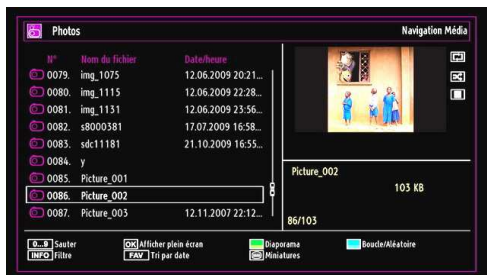 Photos
Navigation Média
N° Nom du fichier Date/heure
0079. img_1075 12.06.2009 20:21...
0080. img_1115 12.06.2009 22:28...
0081. img_1131 12.06.2009 23:56...
0082. s8000381 17.07.2009 16:58...
0083. sdc11181 21.10.2009 16:55...
0084. y
0085. Picture_001
0086. Picture_002
0087. Picture_003 12.11.2007 22:12...
Picture_002
103 KB
86/103
0...9 Sauter OK Afficher plein écran Diaporama Boucle/Aléatoire
INFO Filtre FAV Tri par date Miniatures